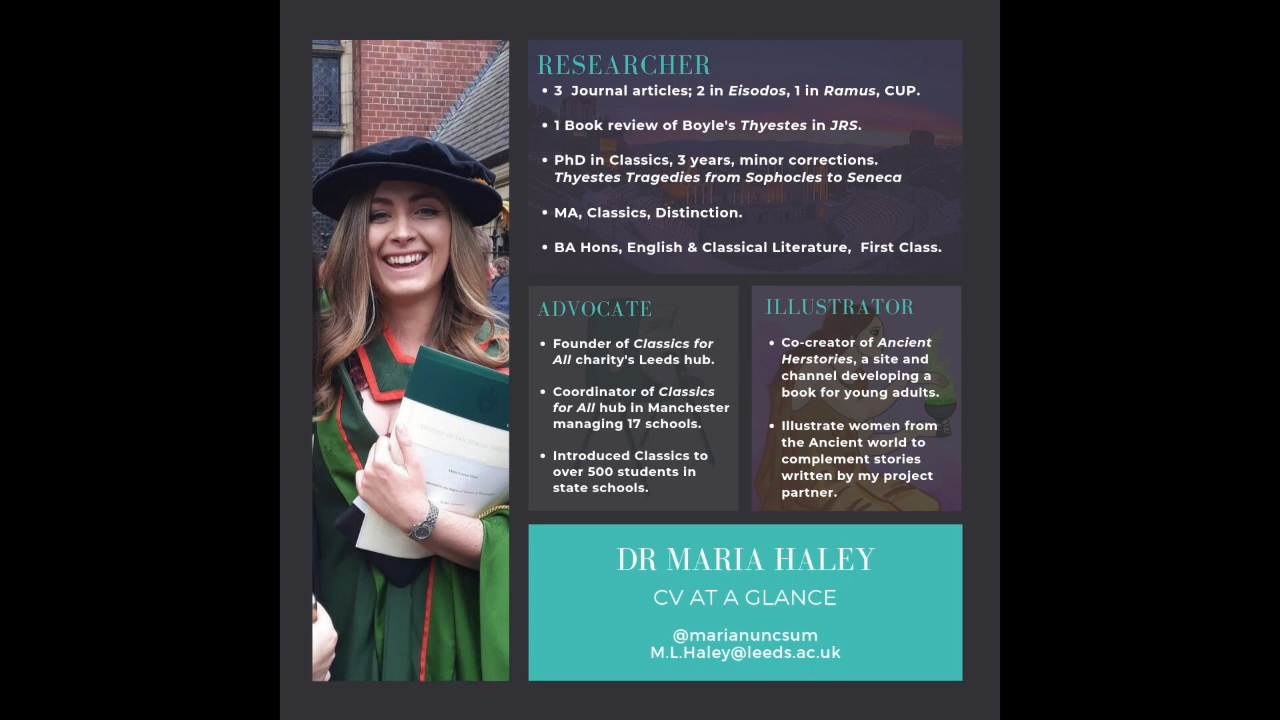 RESEARCHER
• 3 Journal articles; 2 in Eisodos, 1 in Ramus, CUP.
• 1 Book review of Boyle's Thyestes in JRS.
• PhD in Classics, 3 years, minor corrections.
Thyestes Tragedies from Sophocles to Seneca
• MA, Classics, Distinction.
• BA Hons, English & Classical Literature, First Class.
ADVOCATE
• Founder of Classics for
All charity's Leeds hub.
• Coordinator of Classics
for All hub in Manchester
managing 17 schools.
• Introduced Classics to
over 500 students in
state schools.
ILLUSTRATOR
• Co-creator of Ancient
Herstories, a site and
channel developing a
book for young adults.
• Illustrate women from
the Ancient world to
complement stories
written by my project
partner.
DR MARIA HALEY
CV AT A GLANCE
@marianuncsum
M.L.Haley@leeds.ac.uk